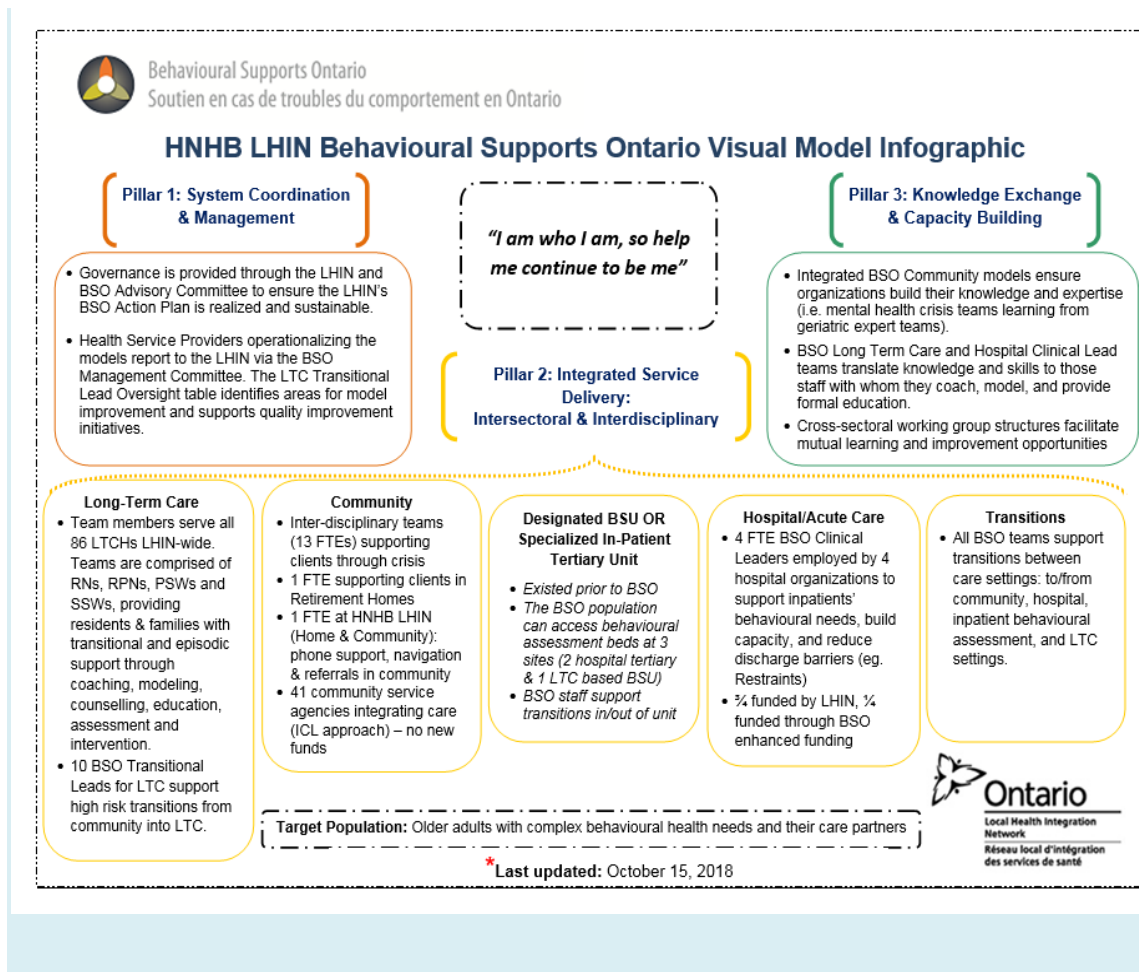 Behavioural Supports Ontario
Soutien en cas de troubles du comportement en Ontario
HNHB LHIN Behavioural Supports Ontario Visual Model Infographic
Pillar 1: System Coordination
& Management
• Governance is provided through the LHIN and
BSO Advisory Committee to ensure the LHIN's
BSO Action Plan is realized and sustainable.
• Health Service Providers operationalizing the
models report to the LHIN via the BSO
Management Committee. The LTC Transitional
Lead Oversight table identifies areas for model
improvement and supports quality improvement
initiatives.
"I am who I am, so help
me continue to be me"
Pillar 2: Integrated Service
Delivery:
Intersectoral & Interdisciplinary
Pillar 3: Knowledge Exchange
& Capacity Building
• Integrated BSO Community models ensure
organizations build their knowledge and expertise
(i.e. mental health crisis teams learning from
geriatric expert teams).
• BSO Long Term Care and Hospital Clinical Lead
teams translate knowledge and skills to those
staff with whom they coach, model, and provide
formal education.
• Cross-sectoral working group structures facilitate
mutual learning and improvement opportunities
Long-Term Care
• Team members serve all
86 LTCHs LHIN-wide.
Teams are comprised of
RNs, RPNs, PSWs and
SSWs, providing
residents & families with
transitional and episodic
support through
coaching, modeling,
counselling, education,
assessment and
intervention.
• 10 BSO Transitional
Leads for LTC support
high risk transitions from
community into LTC.
Community
• Inter-disciplinary teams
(13 FTEs) supporting
clients through crisis
• 1 FTE supporting clients in
Retirement Homes
• 1 FTE at HNHB LHIN
(Home & Community):
phone support, navigation
& referrals in community
• 41 community service
agencies integrating care
(ICL approach) – no new
funds
Designated BSU OR
Specialized In-Patient
Tertiary Unit
• Existed prior to BSO
• The BSO population
can access behavioural
assessment beds at 3
sites (2 hospital tertiary
& 1 LTC based BSU)
• BSO staff support
transitions in/out of unit
Hospital/Acute Care
• 4 FTE BSO Clinical
Leaders employed by 4
hospital organizations to
support inpatients'
behavioural needs, build
capacity, and reduce
discharge barriers (eg.
Restraints)
• ¾ funded by LHIN, ¼
funded through BSO
enhanced funding
Transitions
• All BSO teams support
transitions between
care settings: to/from
community, hospital,
inpatient behavioural
assessment, and LTC
settings.
Target Population: Older adults with complex behavioural health needs and their care partners
*Last updated: October 15, 2018
Ontario
Local Health Integration
Network
Réseau local d'intégration
des services de santé